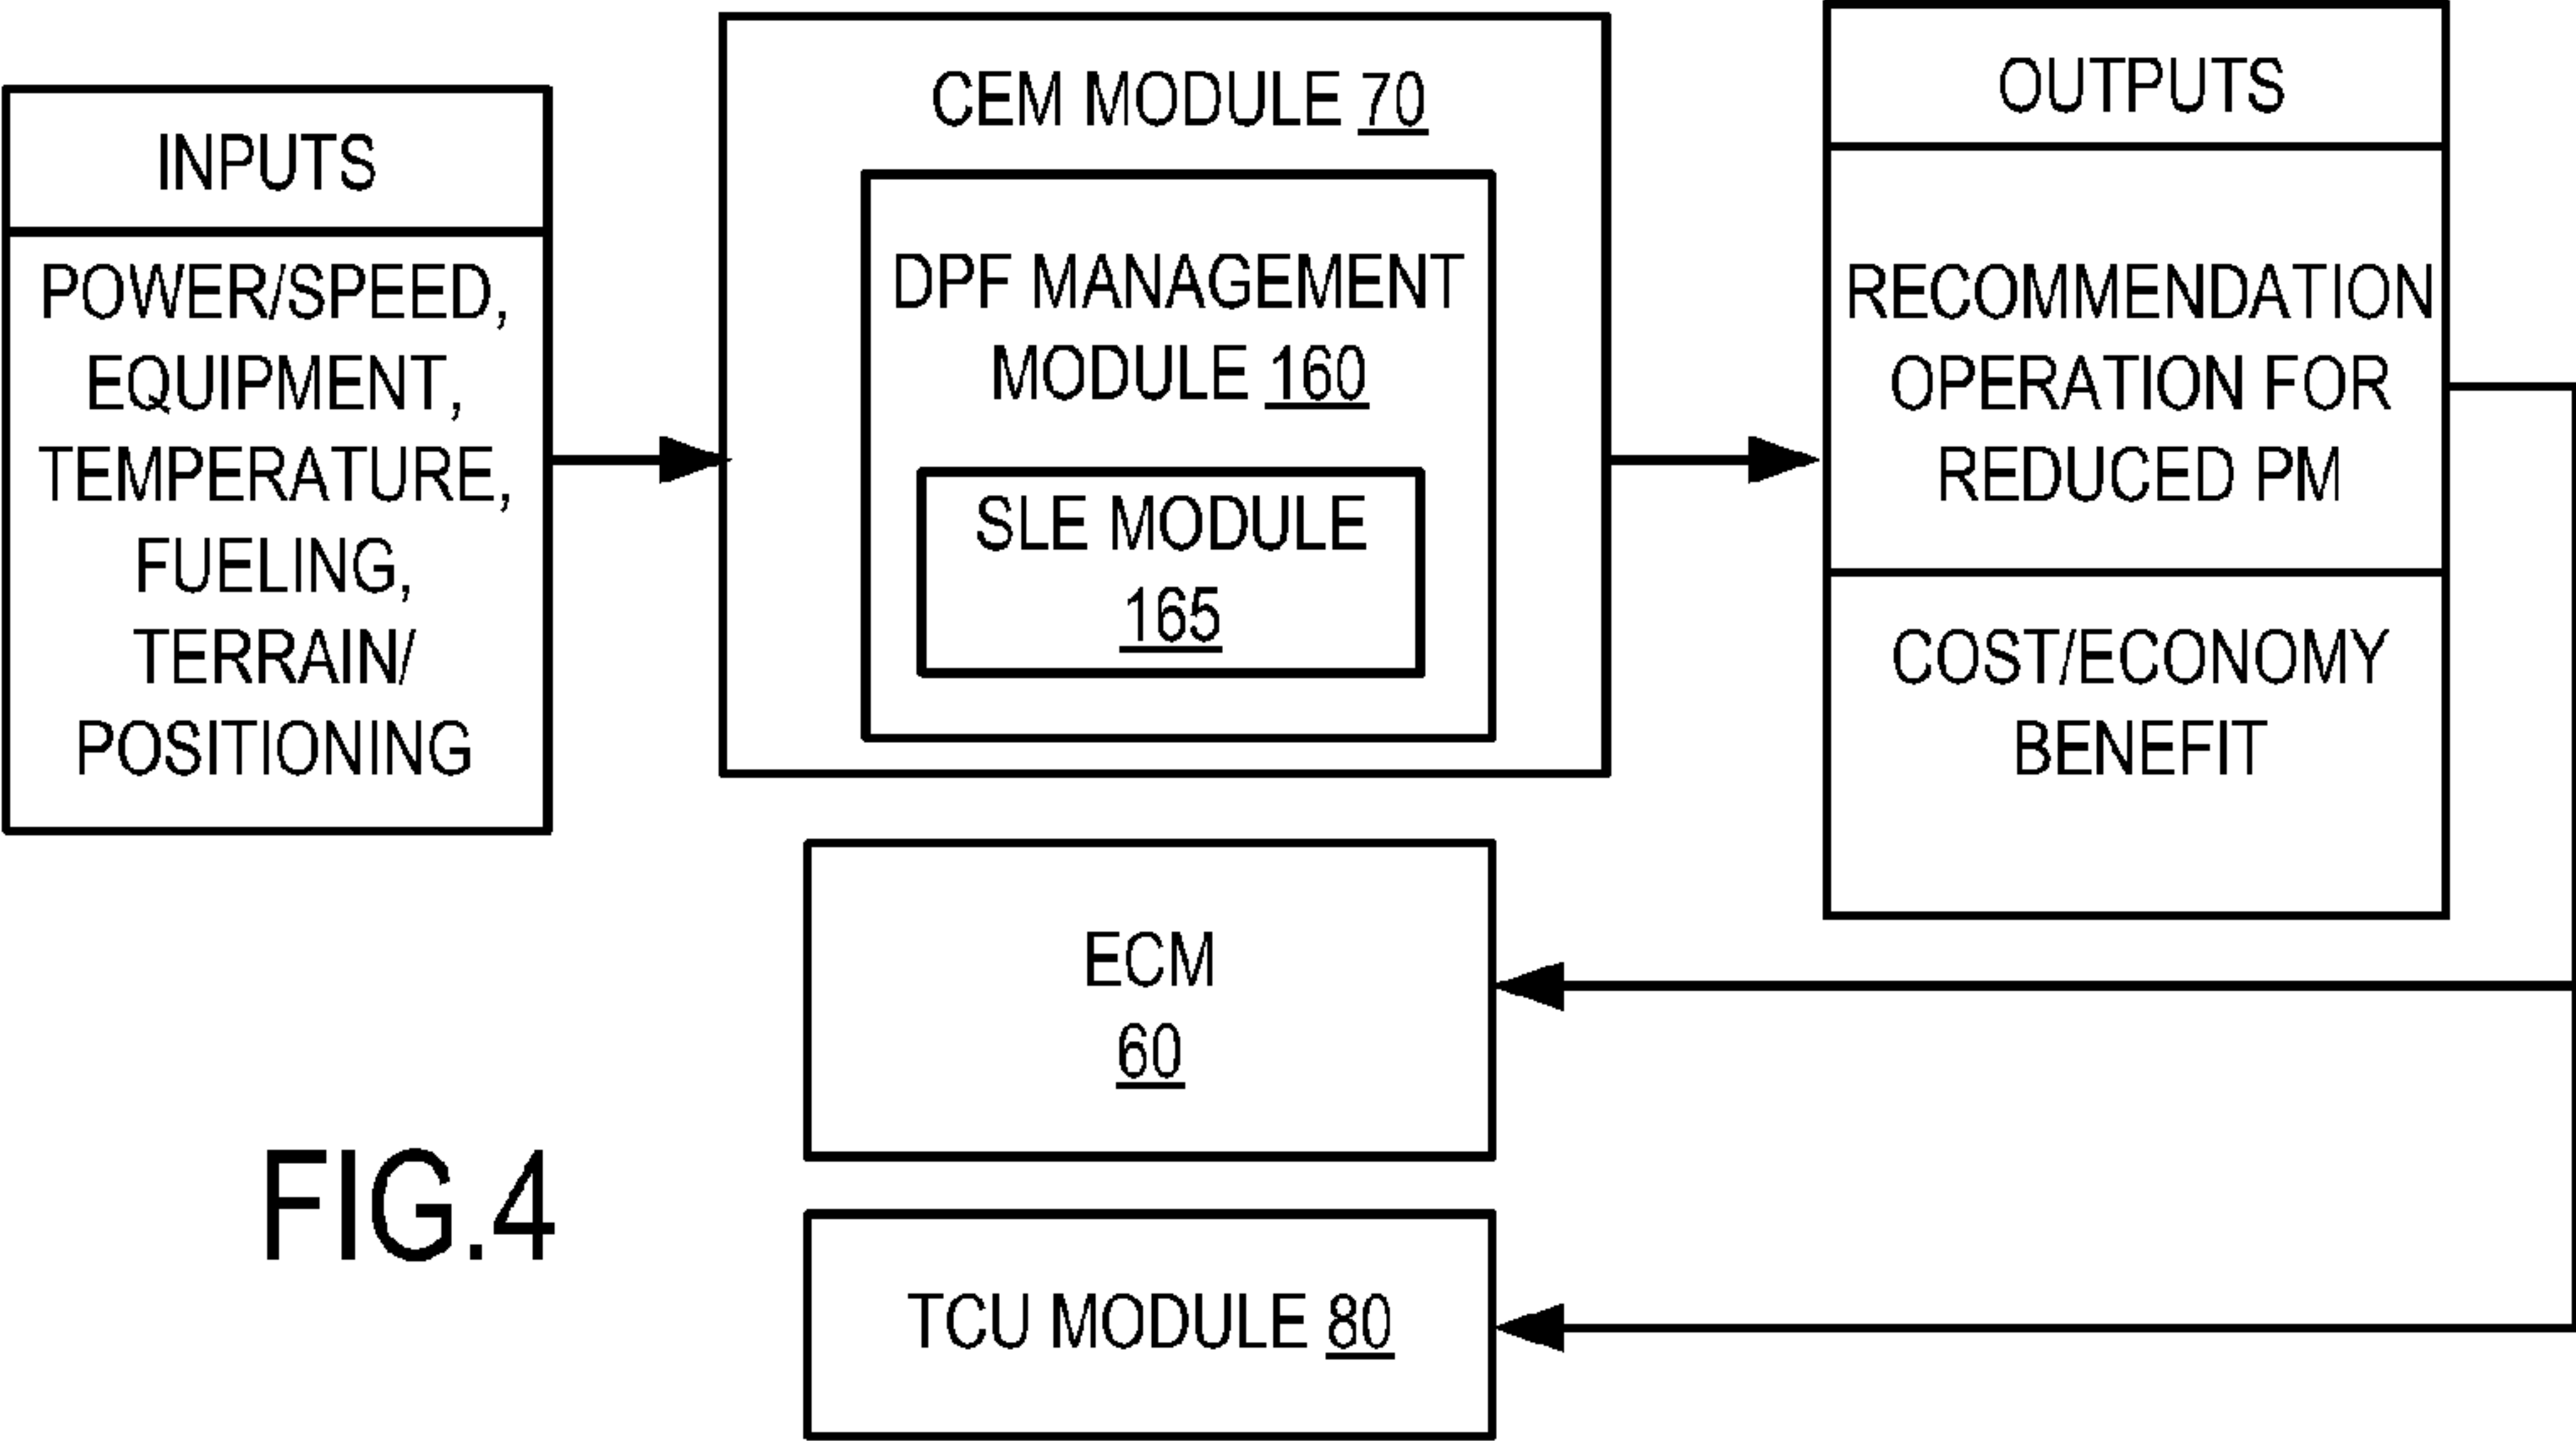 INPUTS
POWER/SPEED,
EQUIPMENT,
TEMPERATURE,
FUELING,
TERRAIN/
POSITIONING
CEM MODULE 70
DPF MANAGEMENT
MODULE 160
SLE MODULE
165
OUTPUTS
RECOMMENDATION
OPERATION FOR
REDUCED PM
COST/ECONOMY
BENEFIT
ECM
60
TCU MODULE 80
FIG.4